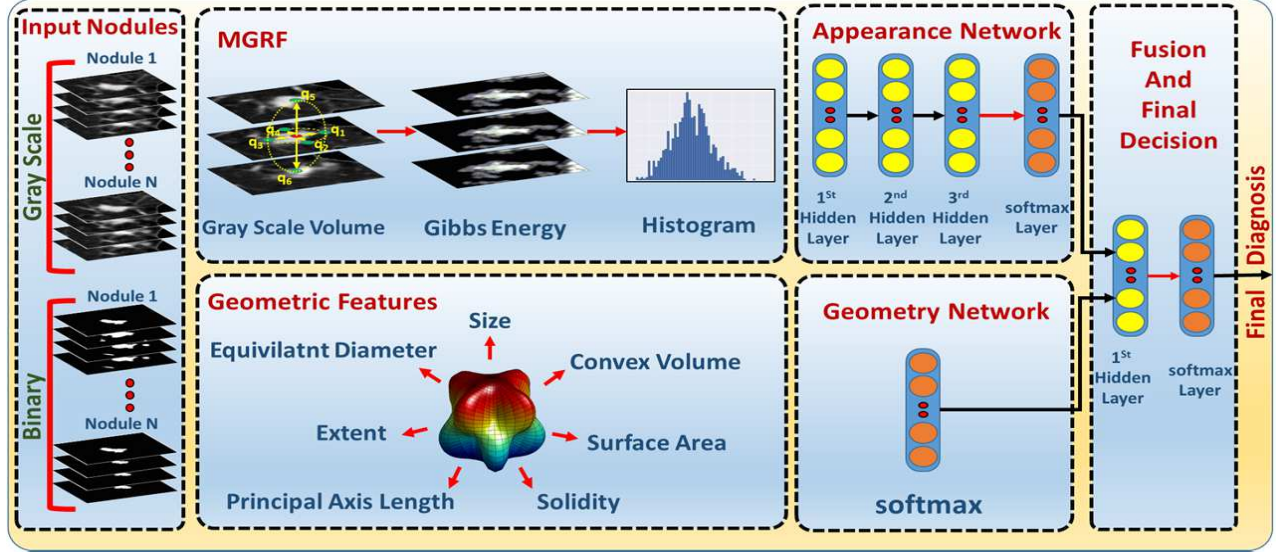 Input Nodules
Nodule 1
Gray Scale
Nodule N
Nodule 1
Binary
Nodule N
MGRF
q5
q4
q1
q3
q2
q6
Gray Scale Volume
Gibbs Energy
Histogram
Geometric Features
Size
Equivilatnt Diameter
Convex Volume
Extent
Surface Area
Principal Axis Length
Solidity
Appearance Network
1St
Hidden
Layer
2nd
Hidden
Layer
3rd
Hidden
Layer
softmax
Layer
Geometry Network
softmax
Fusion
And
Final
Decision
1St
Hidden
Layer
softmax
Layer
Final Diagnosis